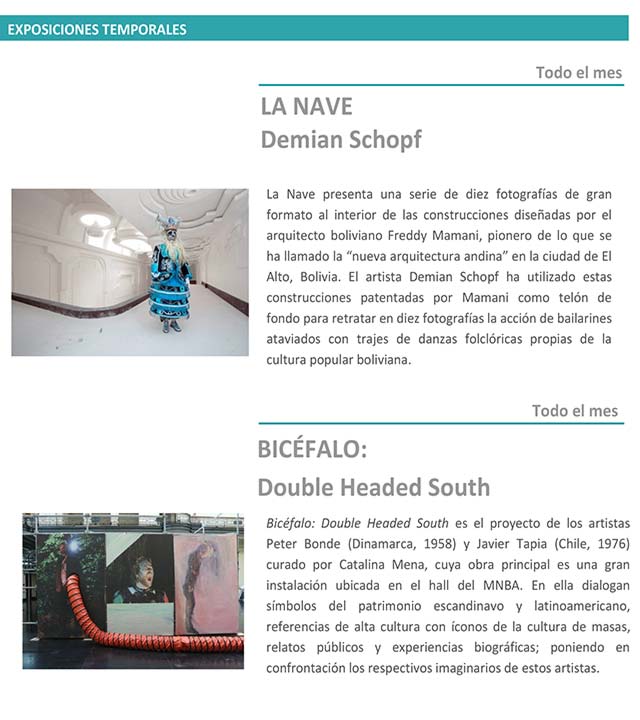 EXPOSICIONES TEMPORALES
Todo el mes
LA NAVE
Demian Schopf
La Nave presenta una serie de diez fotografías de gran
formato al interior de las construcciones diseñadas por el
arquitecto boliviano Freddy Mamani, pionero de lo que se
ha llamado la “nueva arquitectura andina” en la ciudad de El
Alto, Bolivia. El artista Demian Schopf ha utilizado estas
construcciones patentadas por Mamani como telón de
fondo para retratar en diez fotografías la acción de bailarines
ataviados con trajes de danzas folclóricas propias de la
cultura popular boliviana.
Todo el mes
BICÉFALO:
Double Headed South
Bicéfalo: Double Headed South es el proyecto de los artistas
Peter Bonde (Dinamarca, 1958) y Javier Tapia (Chile, 1976)
curado por Catalina Mena, cuya obra principal es una gran
instalación ubicada en el hall del MNBA. En ella dialogan
símbolos del patrimonio escandinavo y latinoamericano,
referencias de alta cultura con íconos de la cultura de masas,
relatos públicos y experiencias biográficas; poniendo en
confrontación los respectivos imaginarios de estos artistas.